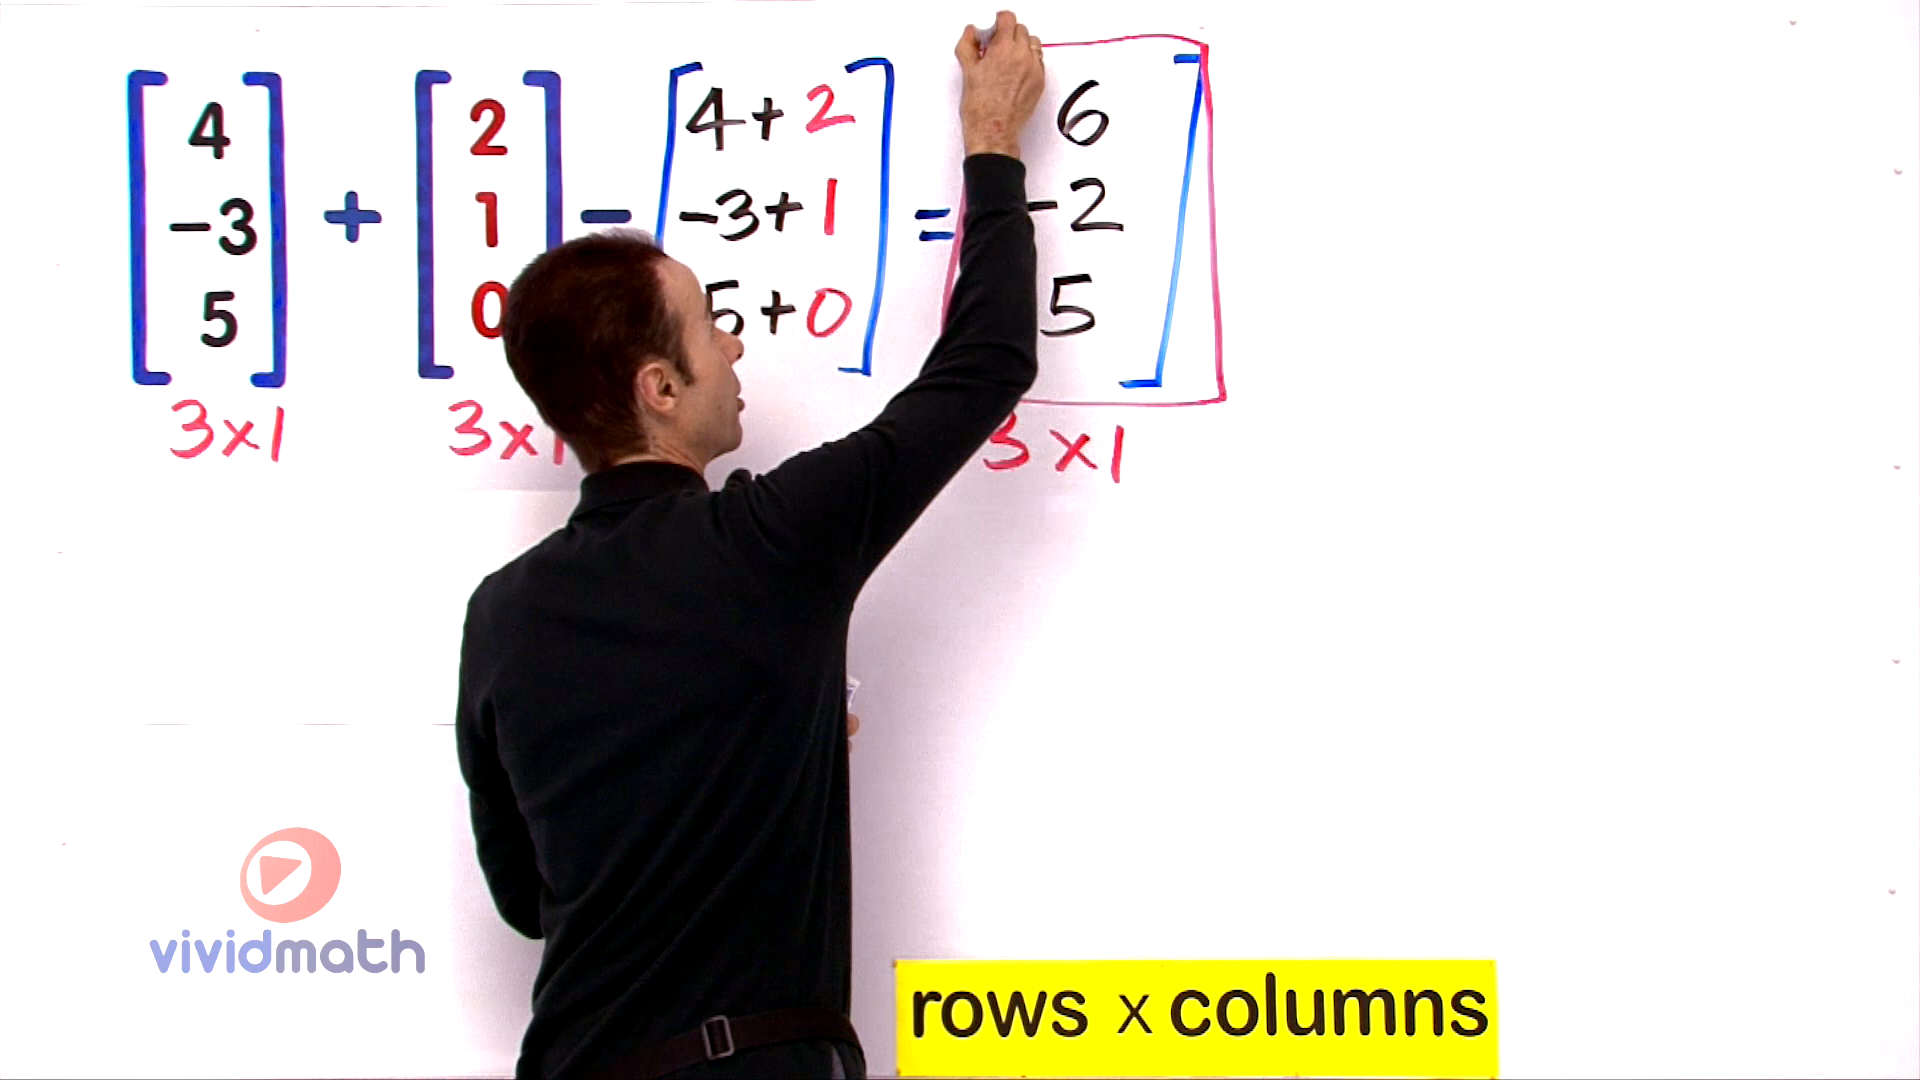 4 2 4+2 6
-3 + 1 - -3+1 = -2
5 0 5+0 5
3x1 3x1 3x1
vividmath
rows x columns